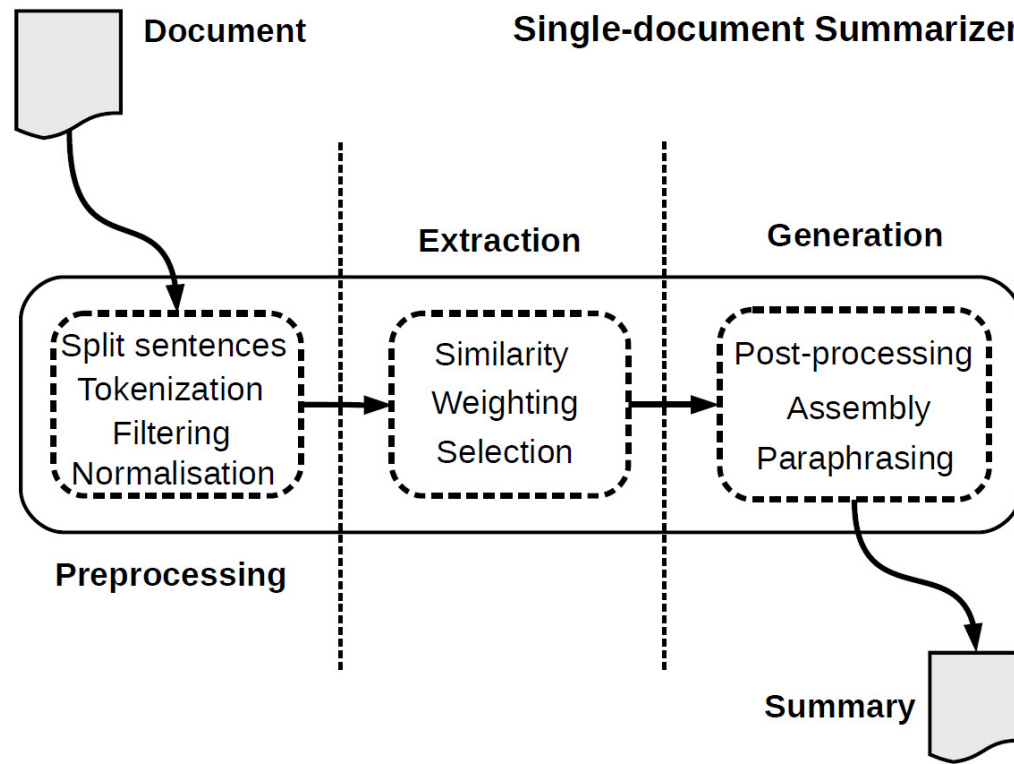 Document
Single-document Summarizer
Extraction
Generation
Split sentences
Tokenization
Filtering
Normalisation
Similarity
Weighting
Selection
Post-processing
Assembly
Paraphrasing
Preprocessing
Summary